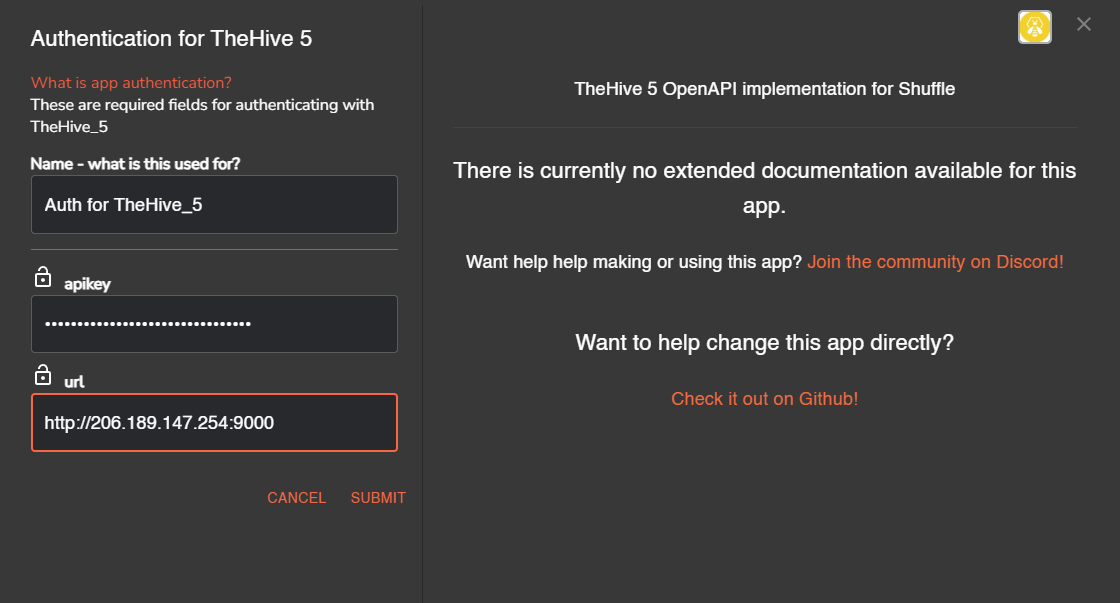 Authentication for TheHive 5
What is app authentication?
These are required fields for authenticating with
TheHive_5
Name - what is this used for?
Auth for TheHive_5
apikey
••••••••••••••••••••••••••••••••
url
http://206.189.147.254:9000
CANCEL SUBMIT
TheHive 5 OpenAPI implementation for Shuffle
There is currently no extended documentation available for this
app.
Want help help making or using this app? Join the community on Discord!
Want to help change this app directly?
Check it out on Github!